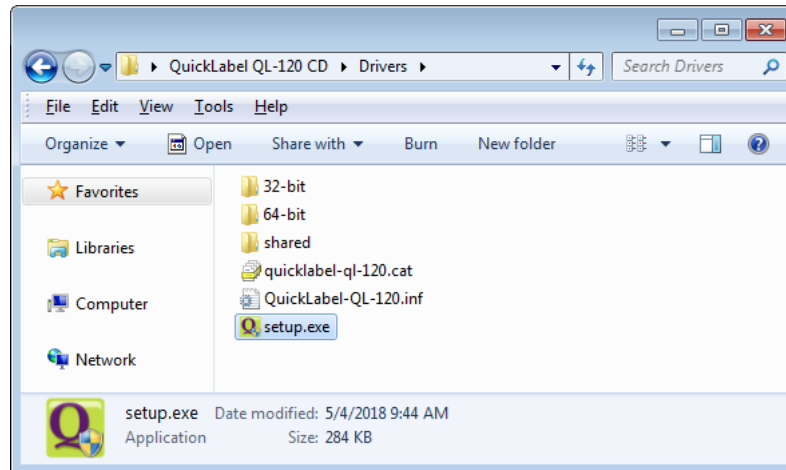 QuickLabel QL-120 CD Drivers
Search Drivers
File Edit View Tools Help
Organize Open Share with Burn New folder
Favorites
Libraries
Computer
Network
32-bit
64-bit
shared
quicklabel-ql-120.cat
QuickLabel-QL-120.inf
setup.exe
setup.exe Date modified: 5/4/2018 9:44 AM
Application Size: 284 KB